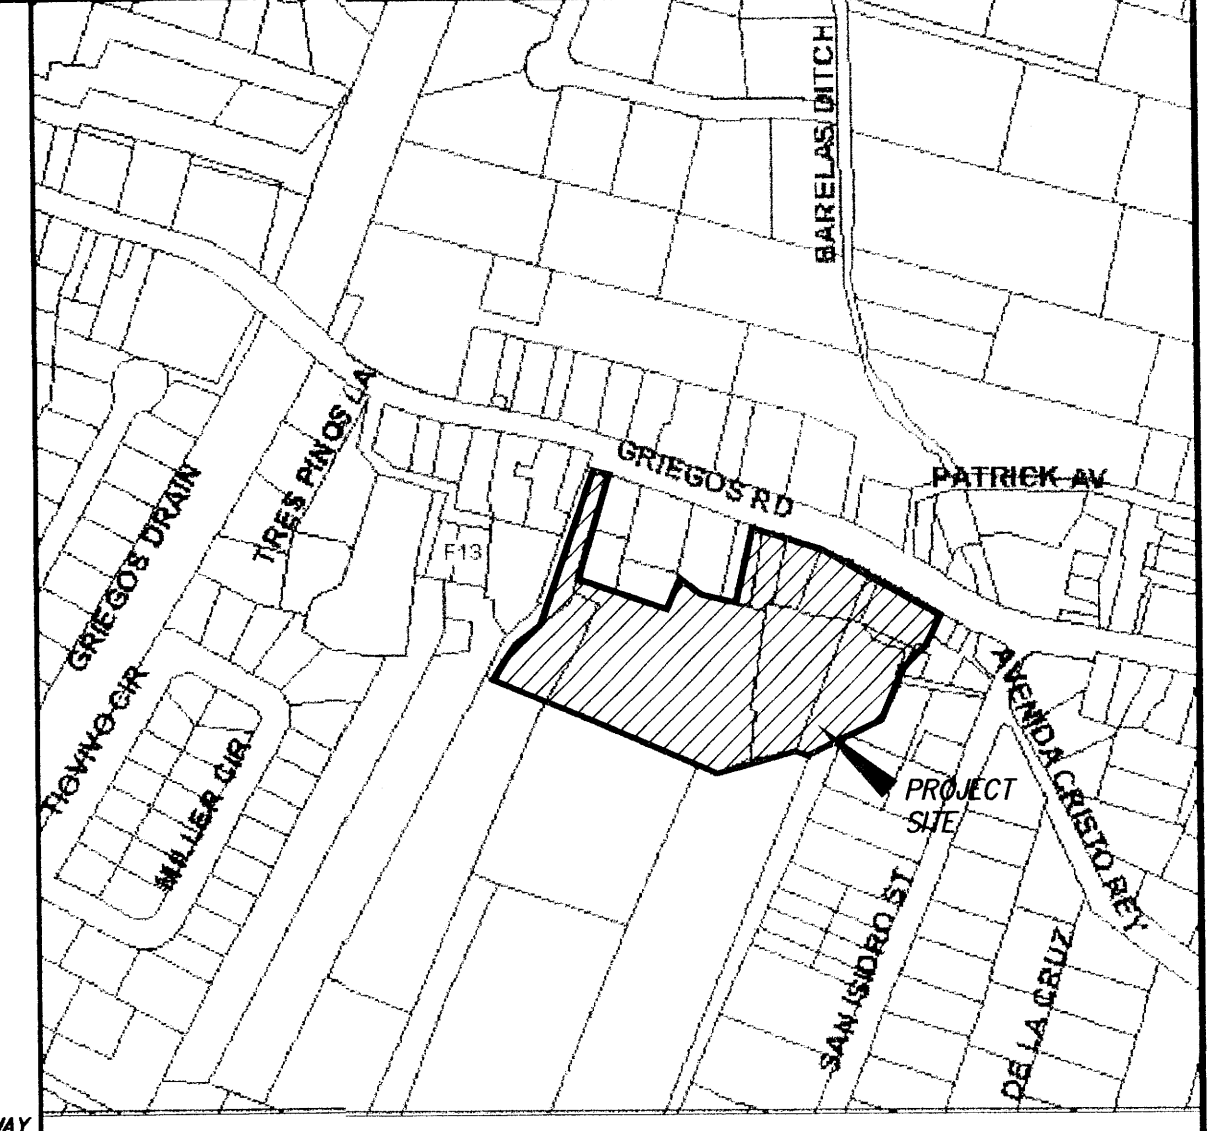 BARELAS DITCH
GRIEGOS RD
PATRICK AV
TRES PINOS LA
F13
GRIEGOS DRAIN
TIOVIVO CIR
MILLER CIR
AVENIDA CRISTO REY
PROJECT
SITE
SAN ISIDRO ST
DE LA CRUZ
WAY